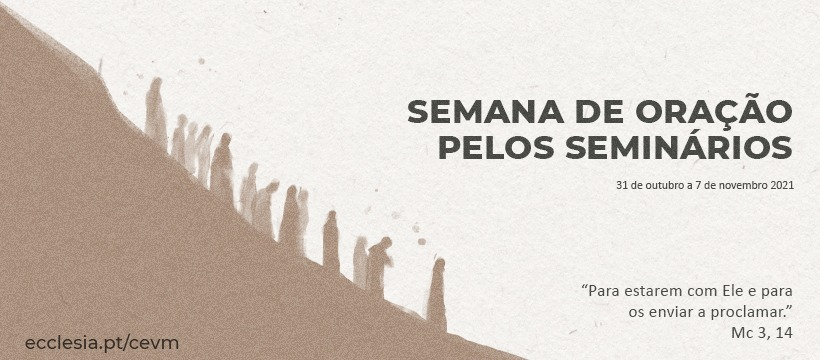 SEMANA DE ORAÇÃO
PELOS SEMINÁRIOS
31 de outubro a 7 de novembro 2021
“Para estarem com Ele e para
os enviar a proclamar.”
Mc 3, 14
ecclesia.pt/cevm